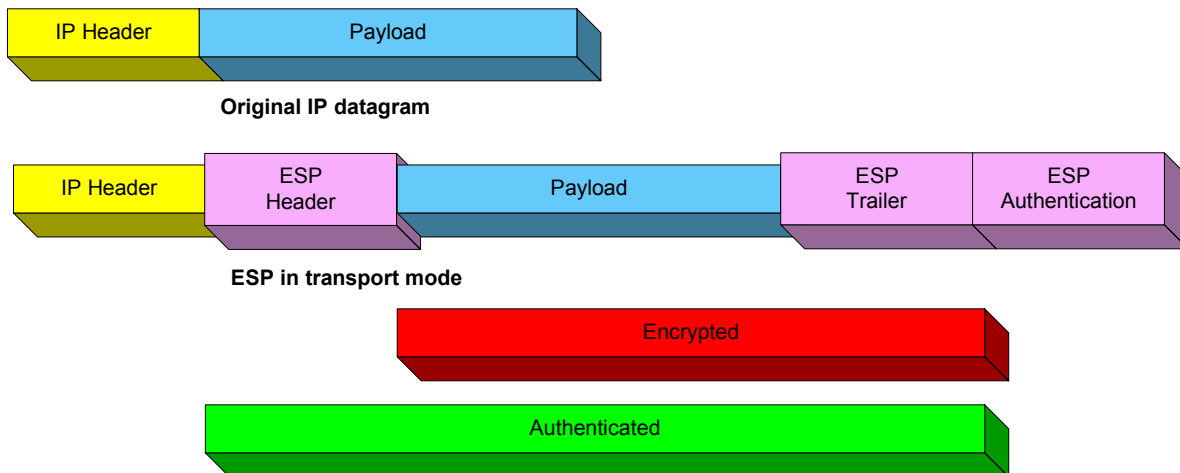 IP Header
Payload
Original IP datagram
IP Header
ESP
Header
Payload
ESP
Trailer
ESP
Authentication
ESP in transport mode
Encrypted
Authenticated